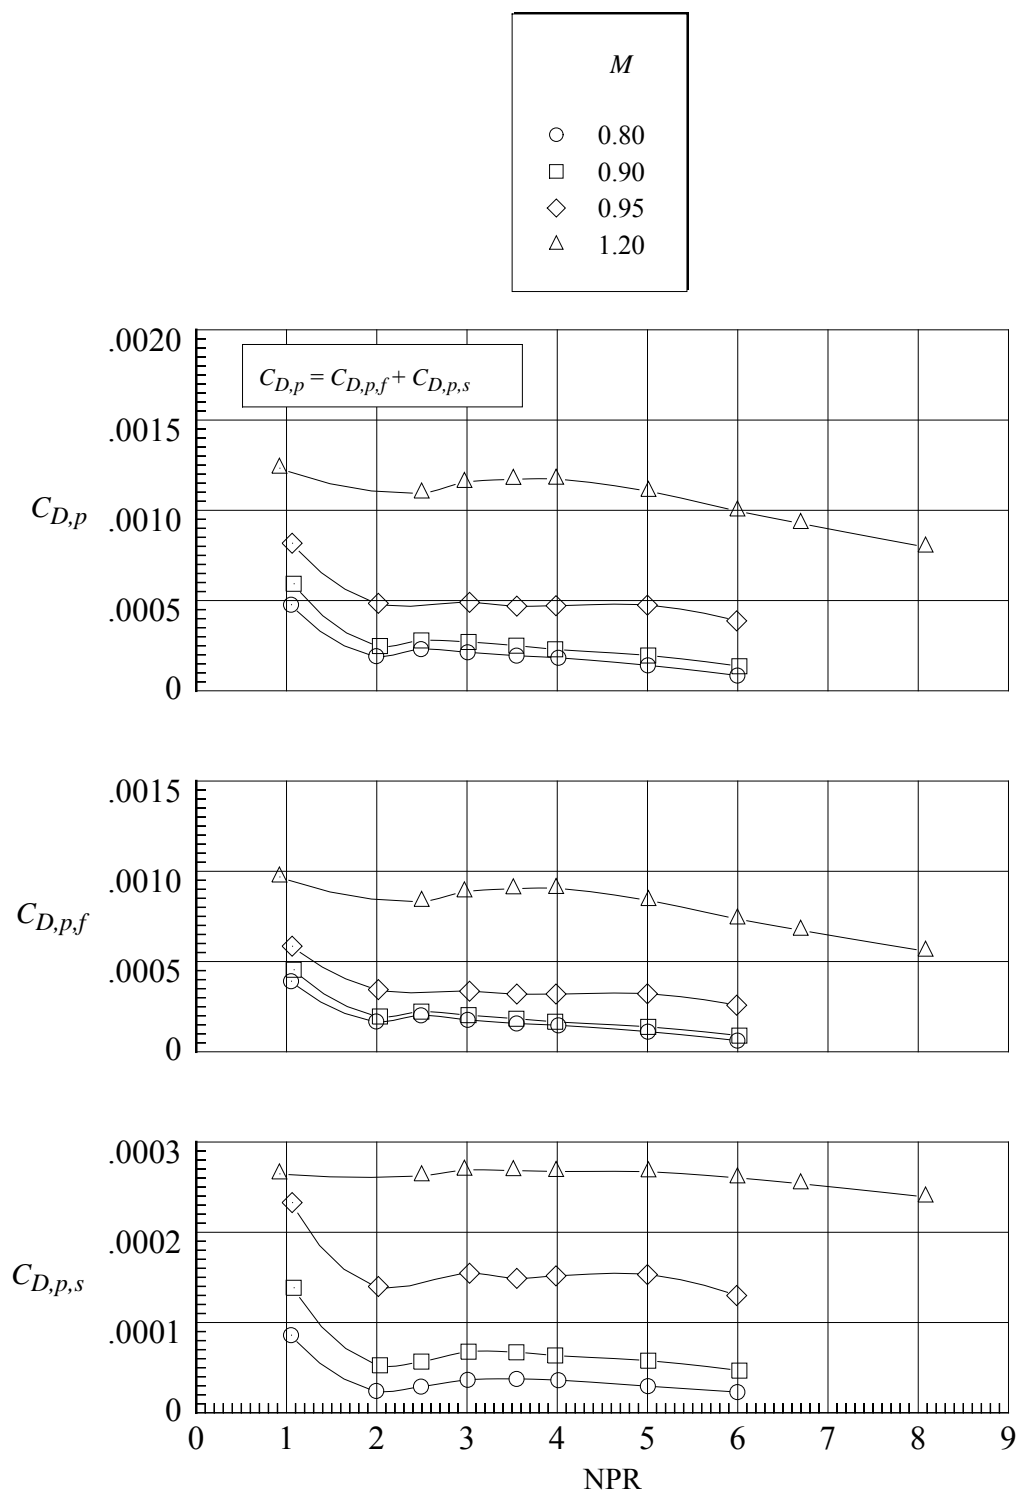 M
0.80
0.90
0.95
1.20
.0020
.0015
.0010
.0005
0
C_{D,p}
C_{D,p} = C_{D,p,f} + C_{D,p,s}
.0015
.0010
.0005
0
C_{D,p,f}
.0003
.0002
.0001
0
C_{D,p,s}
0 1 2 3 4 5 6 7 8 9
NPR